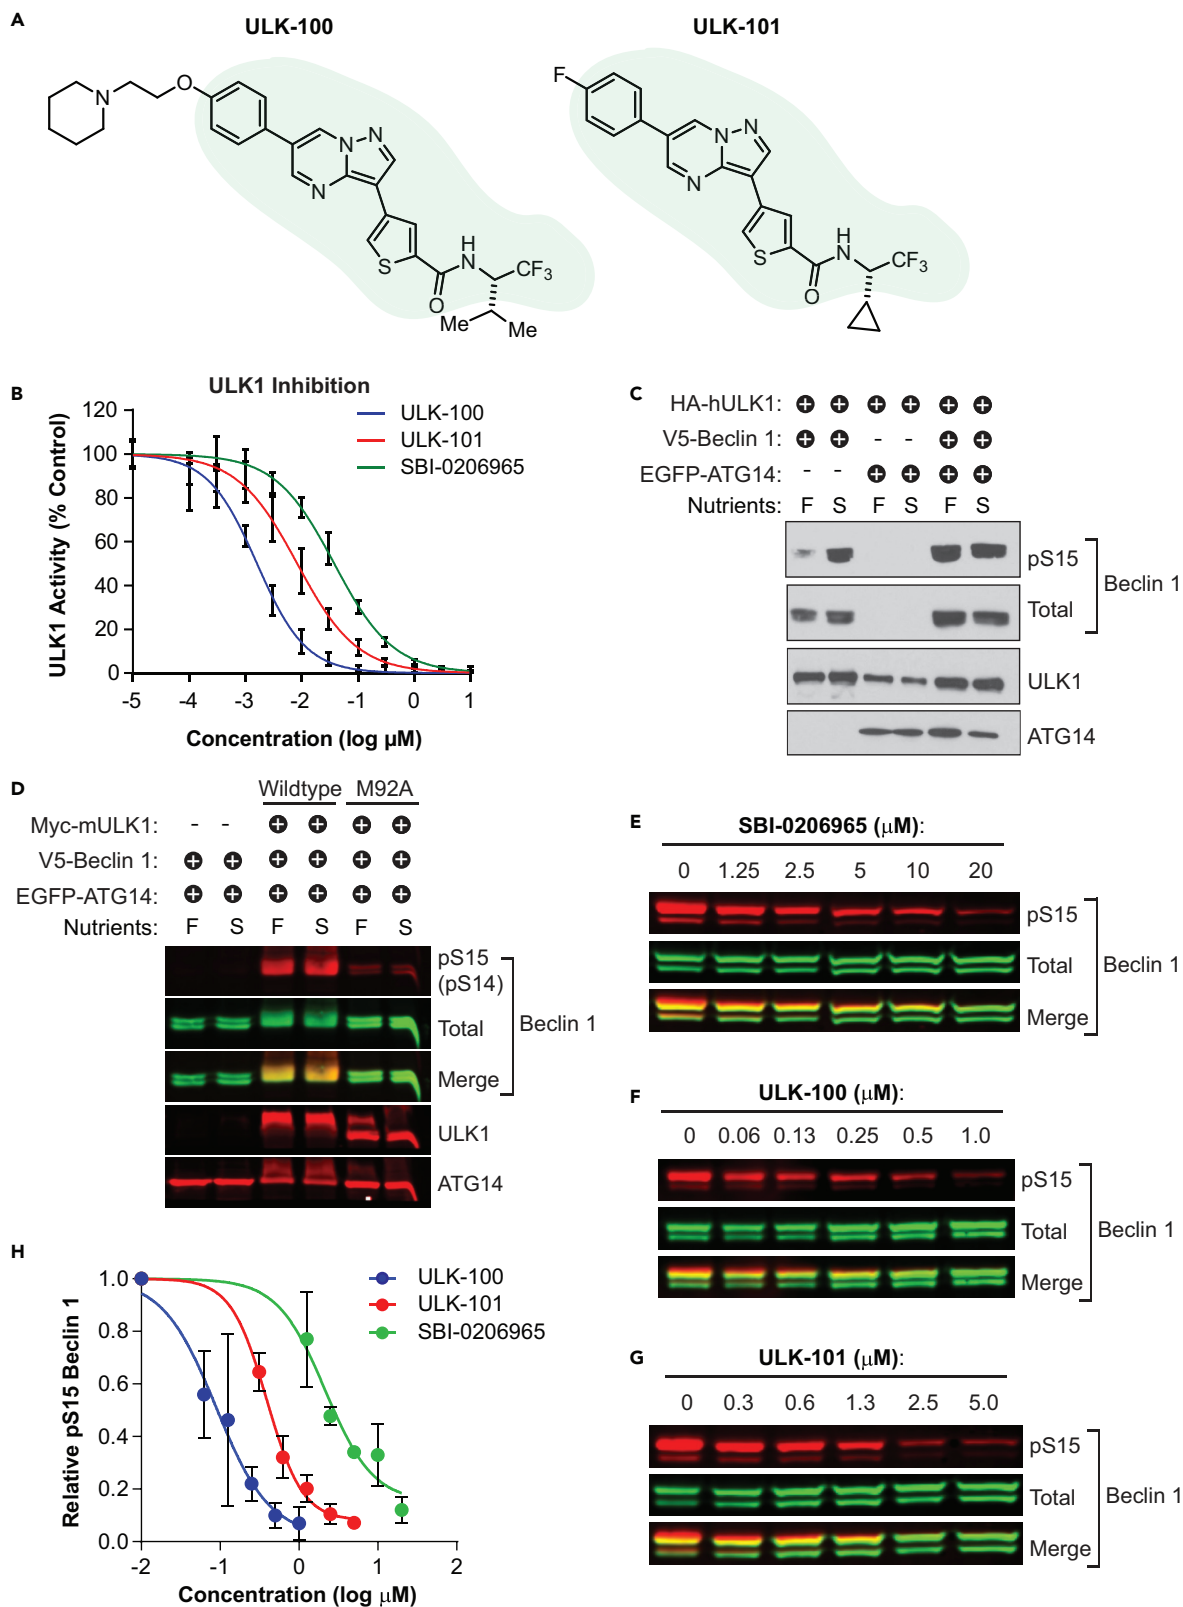 A
ULK-100
ULK-101
N
O
N
N
N
S
O
H
N
CF3
Me
Me
F
N
N
N
S
O
H
N
CF3
B
ULK1 Inhibition
ULK1 Activity (% Control)
120
100
80
60
40
20
0
-5 -4 -3 -2 -1 0 1
Concentration (log µM)
ULK-100
ULK-101
SBI-0206965
C
HA-hULK1: + + + + + +
V5-Beclin 1: + + - - + +
EGFP-ATG14: - - + + + +
Nutrients: F S F S F S
pS15
Total
Beclin 1
ULK1
ATG14
D
Wildtype M92A
Myc-mULK1: - - + + + +
V5-Beclin 1: + + + + + +
EGFP-ATG14: + + + + + +
Nutrients: F S F S F S
pS15
(pS14)
Total
Beclin 1
Merge
ULK1
ATG14
E
SBI-0206965 (µM):
0 1.25 2.5 5 10 20
pS15
Total
Beclin 1
Merge
F
ULK-100 (µM):
0 0.06 0.13 0.25 0.5 1.0
pS15
Total
Beclin 1
Merge
G
ULK-101 (µM):
0 0.3 0.6 1.3 2.5 5.0
pS15
Total
Beclin 1
Merge
H
Relative pS15 Beclin 1
1.0
0.8
0.6
0.4
0.2
0.0
-2 -1 0 1 2
Concentration (log µM)
ULK-100
ULK-101
SBI-0206965